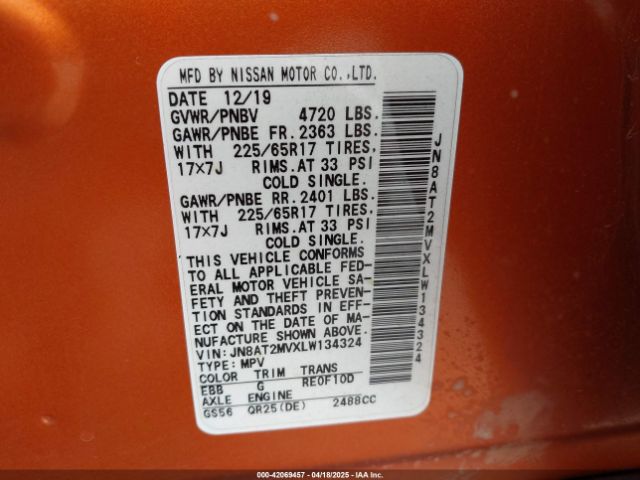 MFD BY NISSAN MOTOR CO.,LTD.
DATE 12/19
GVWR/PNBV 4720 LBS.
GAWR/PNBE FR. 2363 LBS.
WITH 225/65R17 TIRES,
17×7J RIMS.AT 33 PSI
COLD SINGLE.
GAWR/PNBE RR. 2401 LBS.
WITH 225/65R17 TIRES,
17×7J RIMS.AT 33 PSI
COLD SINGLE.
THIS VEHICLE CONFORMS
TO ALL APPLICABLE FED-
ERAL MOTOR VEHICLE SA-
FETY AND THEFT PREVEN-
TION STANDARDS IN EFF-
ECT ON THE DATE OF MA-
NUFACTURE SHOWN ABOVE.
VIN: JN8AT2MVXLW134324
TYPE: MPV
COLOR TRIM TRANS
EBB G RE0F10D
AXLE ENGINE
GS56 QR25(DE) 2488CC
JN8AT2MVXLW134324
000-42069457 | 04/18/2025 - IAA, Inc.